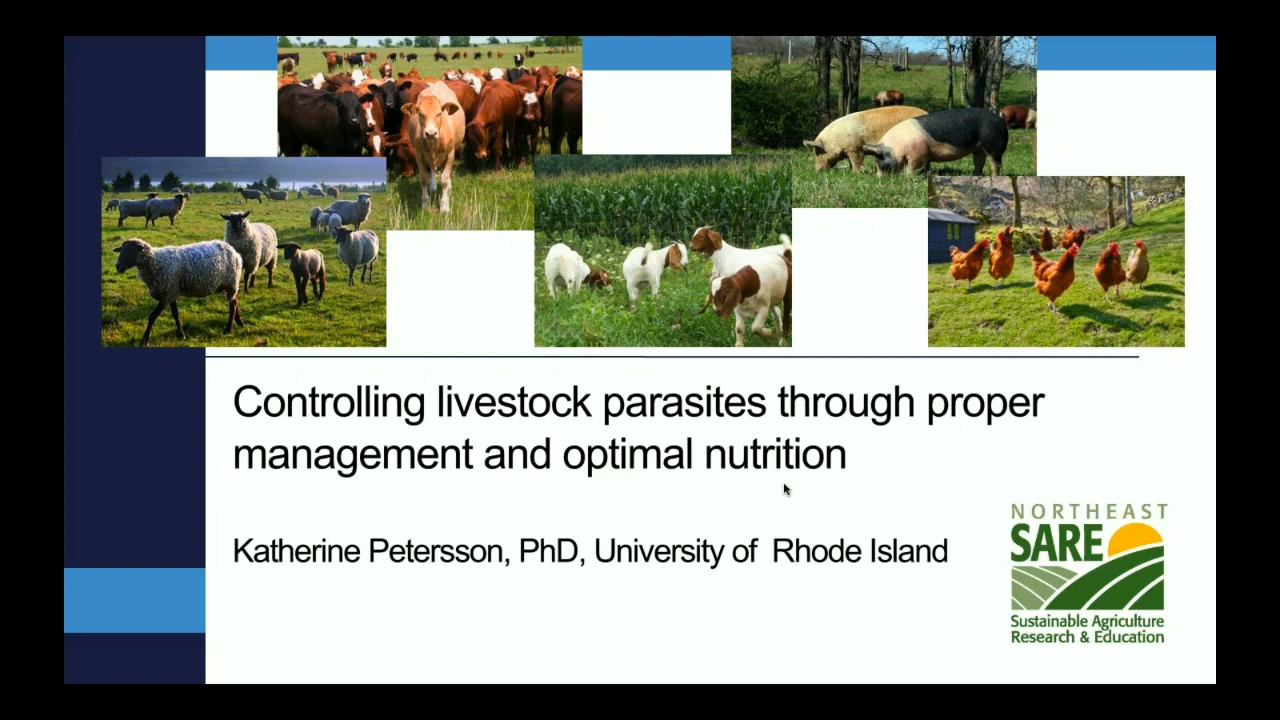 Controlling livestock parasites through proper
management and optimal nutrition
Katherine Petersson, PhD, University of Rhode Island
NORTHEAST
SARE
Sustainable Agriculture
Research & Education